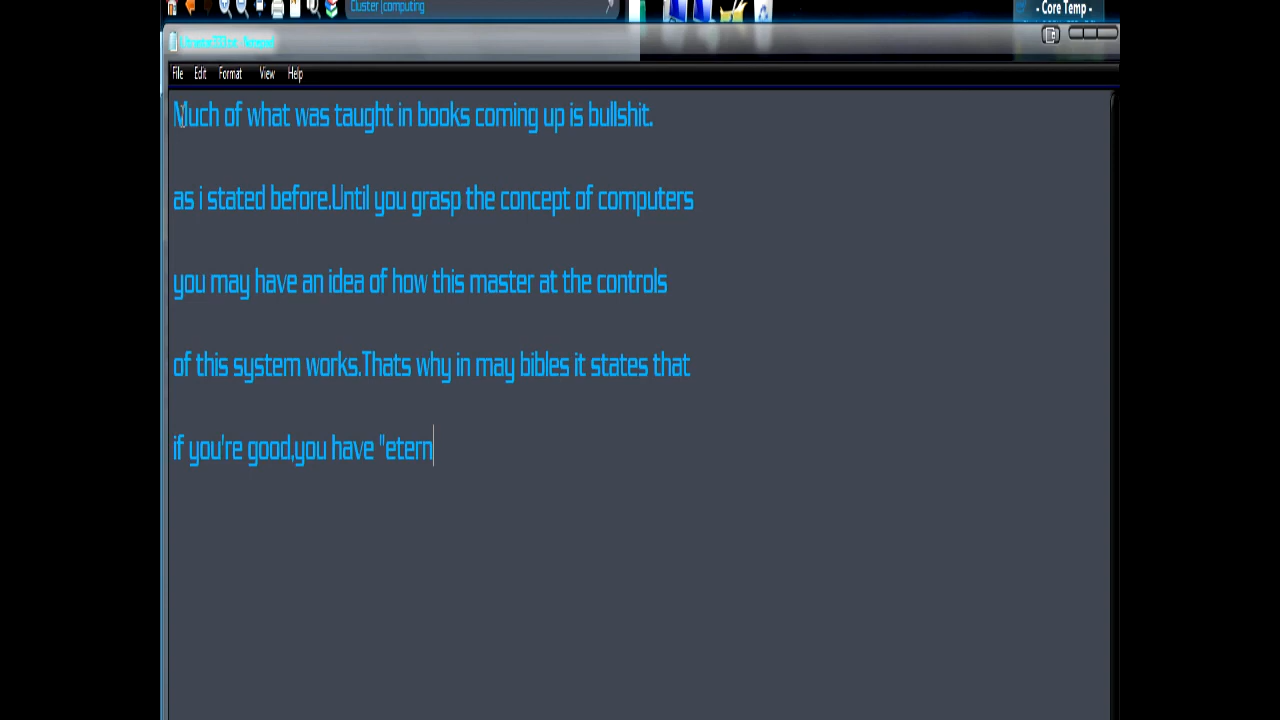 Cluster computing
- Core Temp -
File Edit Format View Help
Much of what was taught in books coming up is bullshit.
as i stated before.Until you grasp the concept of computers
you may have an idea of how this master at the controls
of this system works.Thats why in may bibles it states that
if you're good,you have "etern